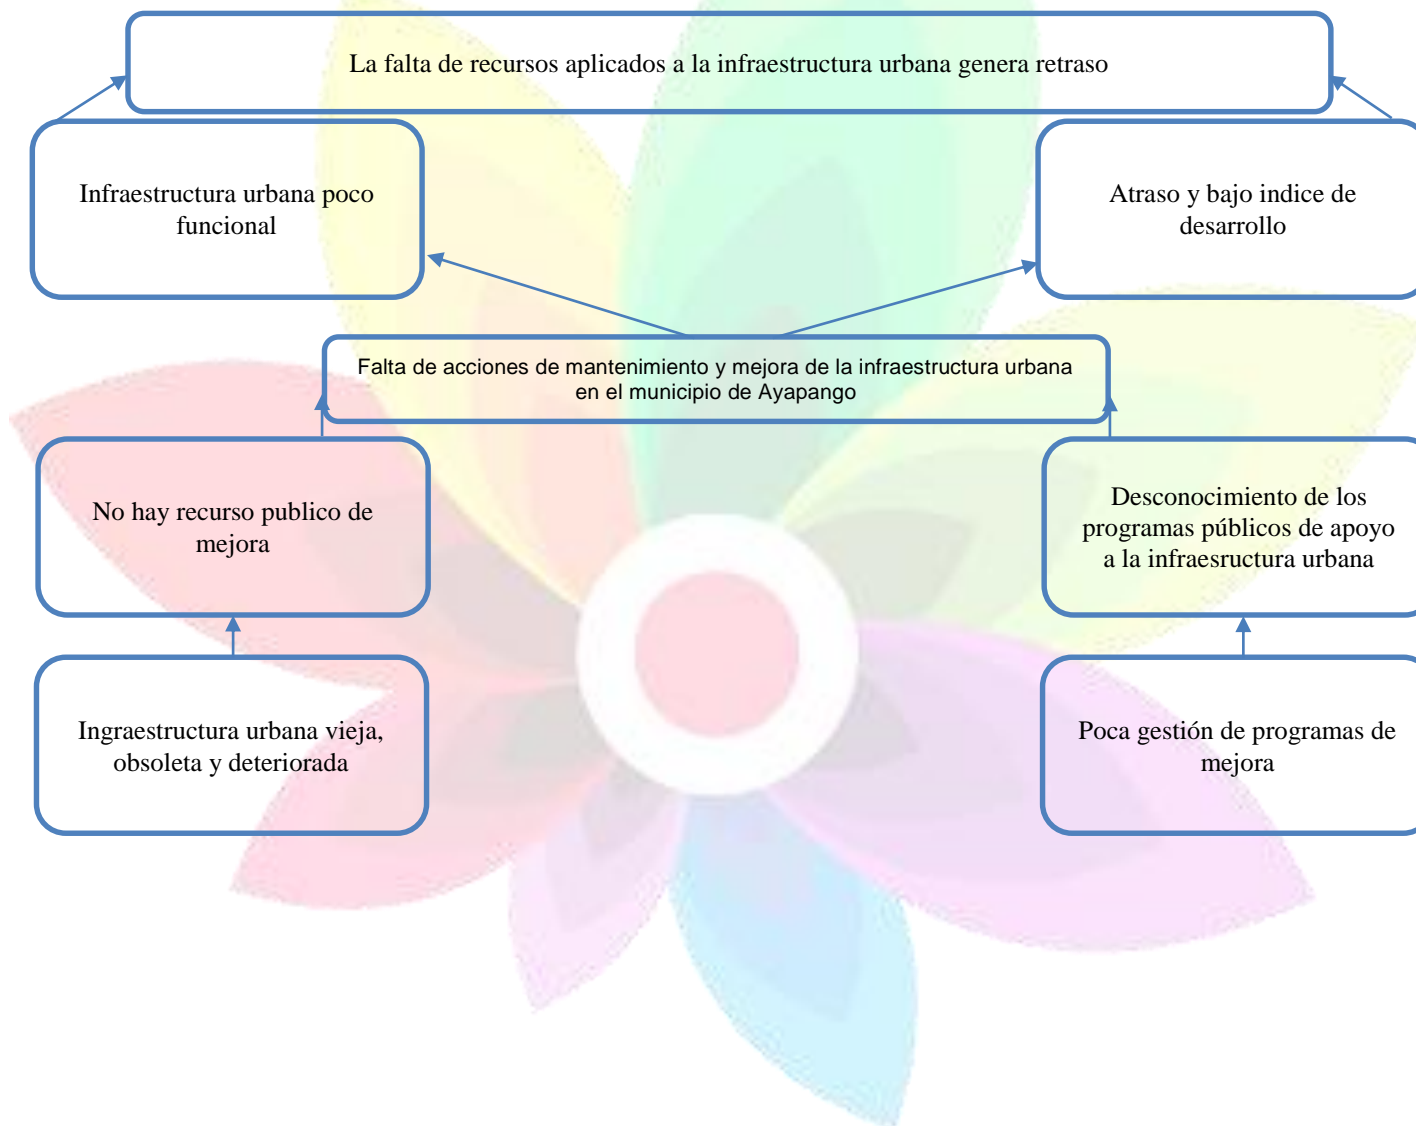 La falta de recursos aplicados a la infraestructura urbana genera retraso
Infraestructura urbana poco
funcional
Atraso y bajo indice de
desarrollo
Falta de acciones de mantenimiento y mejora de la infraestructura urbana
en el municipio de Ayapango
No hay recurso publico de
mejora
Desconocimiento de los
programas públicos de apoyo
a la infraesructura urbana
Ingraestructura urbana vieja,
obsoleta y deteriorada
Poca gestión de programas de
mejora